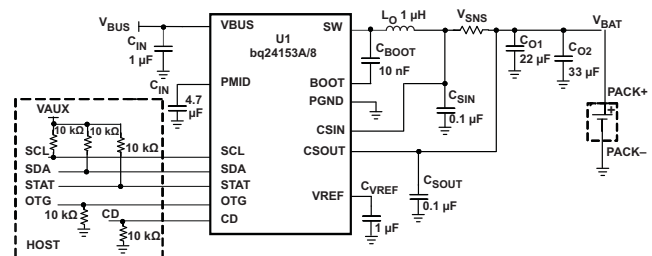 VBUS
CIN
1 µF
CIN
4.7
µF
VBUS
U1
bq24153A/8
PMID
SCL
SDA
STAT
OTG
CD
SW
BOOT
PGND
CSIN
CSOUT
VREF
LO 1 µH
CBOOT
10 nF
VSNS
CSIN
0.1 µF
CO1
22 µF
CO2
33 µF
VBAT
PACK+
+
PACK–
CSOUT
0.1 µF
CVREF
1 µF
VAUX
10 kΩ
10 kΩ
10 kΩ
SCL
SDA
STAT
OTG
10 kΩ
CD
10 kΩ
HOST